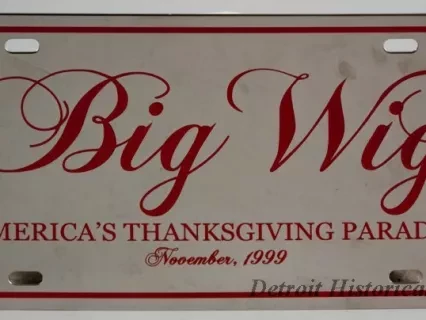 Big Wig
MERICA'S THANKSGIVING PARAD
November, 1999
Detroit Historica